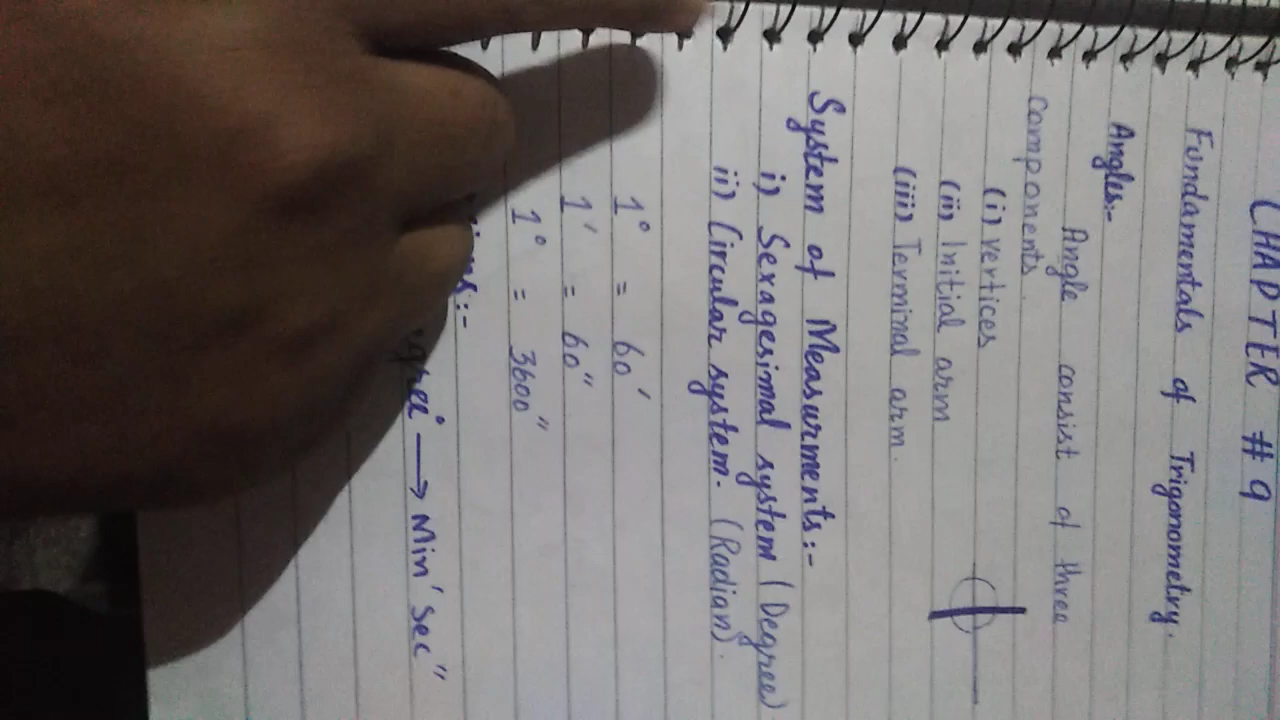 CHAPTER # 9
Fundamentals of Trigonometry.
Angles:-
Angle consist of three
components
(i) vertices
(ii) Initial arm
(iii) Terminal arm.
System of Measurments:-
i) Sexagesimal system (Degree)
ii) Circular system. (Radian).
1° = 60'
1' = 60"
1° = 3600"
→ Min' Sec"